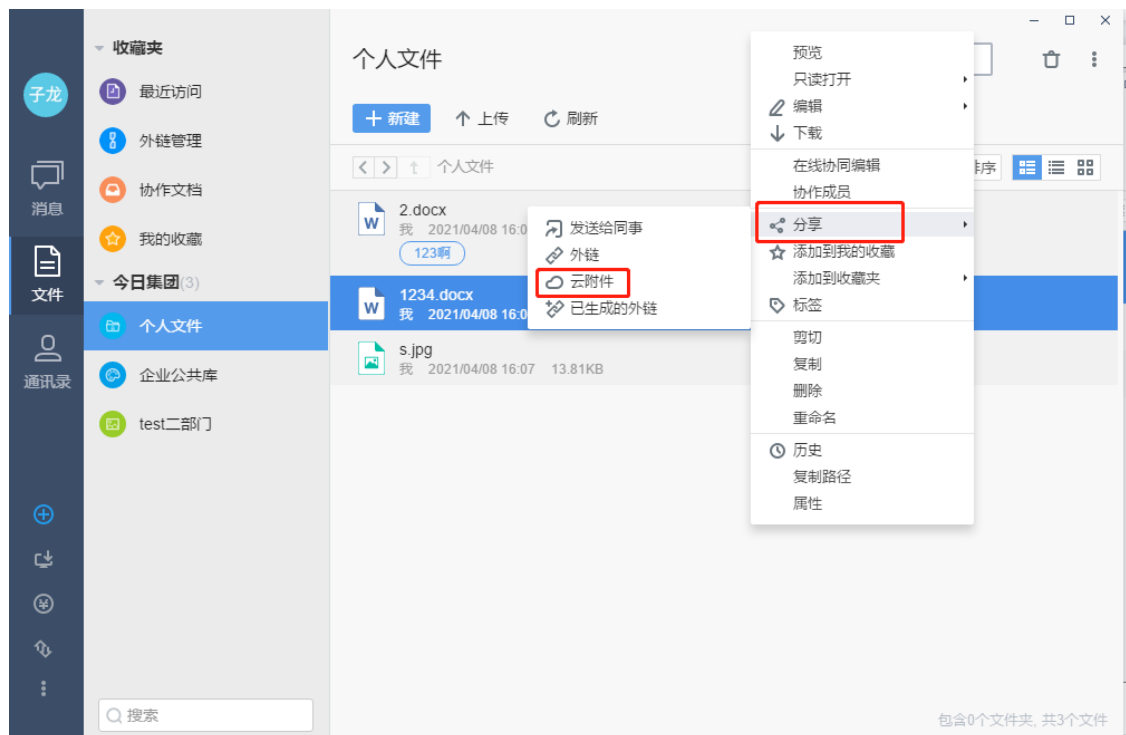 子龙
消息
文件
通讯录
收藏夹
最近访问
外链管理
协作文档
我的收藏
今日集团(3)
个人文件
企业公共库
test二部门
搜索
个人文件
新建
上传
刷新
个人文件
排序
2.docx
我 2021/04/08 16:0
123啊
1234.docx
我 2021/04/08 16:0
s.jpg
我 2021/04/08 16:07 13.81KB
发送给同事
外链
云附件
已生成的外链
预览
只读打开
编辑
下载
在线协同编辑
协作成员
分享
添加到我的收藏
添加到收藏夹
标签
剪切
复制
删除
重命名
历史
复制路径
属性
包含0个文件夹, 共3个文件